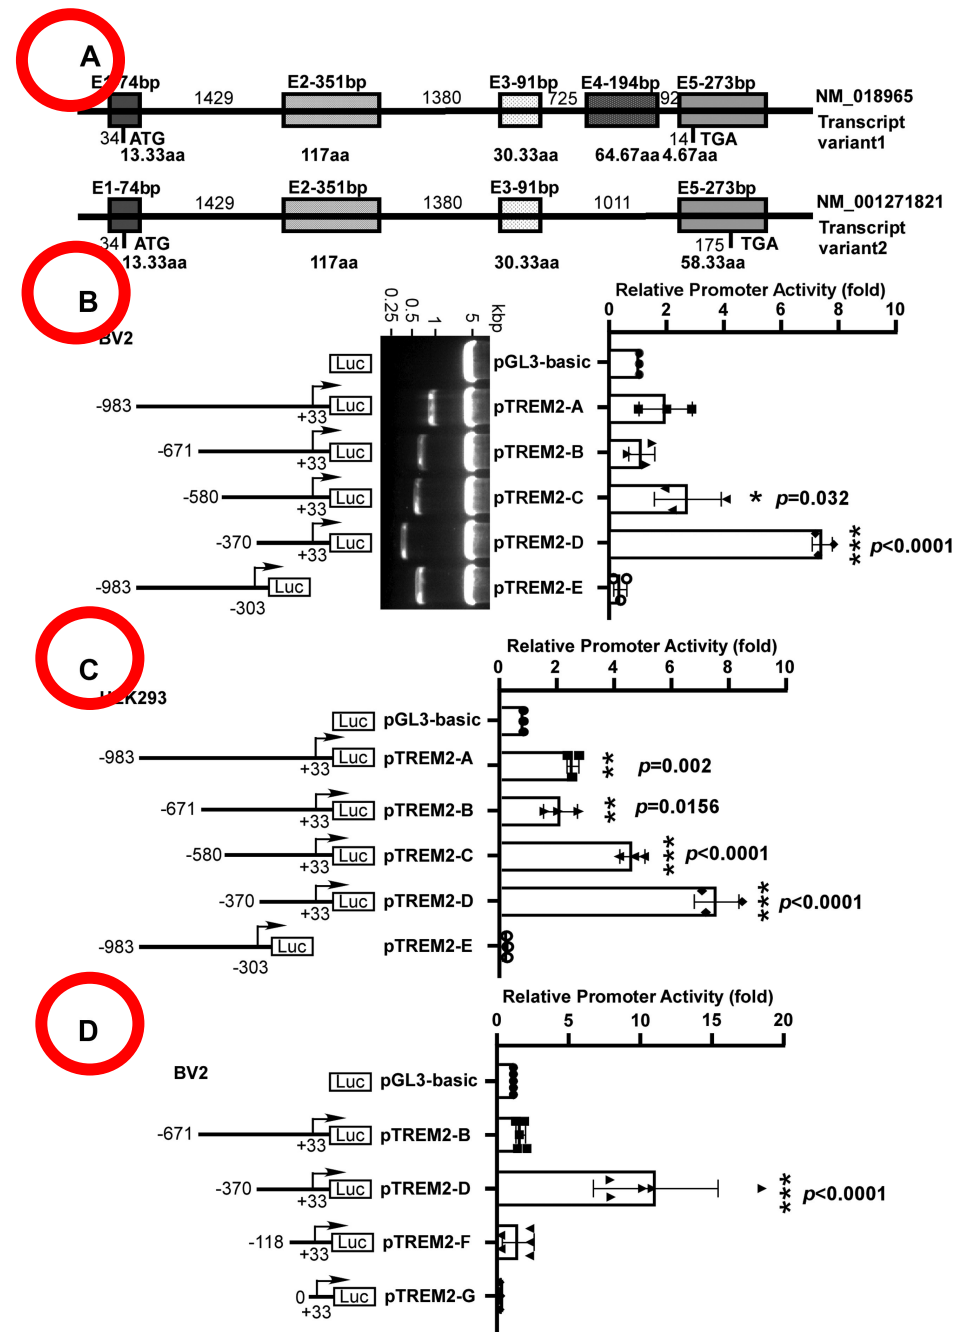 A
E1-74bp E2-351bp E3-91bp E4-194bp E5-273bp
1429 1380 725 92
NM_018965
Transcript
variant1
34 ATG 14 TGA
13.33aa 117aa 30.33aa 64.67aa 4.67aa
E1-74bp E2-351bp E3-91bp E5-273bp
1429 1380 1011
NM_001271821
Transcript
variant2
34 ATG 175 TGA
13.33aa 117aa 30.33aa 58.33aa
B
BV2
0.25 0.5 1 5 kbp
Relative Promoter Activity (fold)
0 2 4 6 8 10
Luc pGL3-basic
-983 +33 Luc pTREM2-A
-671 +33 Luc pTREM2-B
-580 +33 Luc pTREM2-C * p=0.032
-370 +33 Luc pTREM2-D *** p<0.0001
-983 -303 Luc pTREM2-E
C
HEK293
Relative Promoter Activity (fold)
0 2 4 6 8 10
Luc pGL3-basic
-983 +33 Luc pTREM2-A ** p=0.002
-671 +33 Luc pTREM2-B ** p=0.0156
-580 +33 Luc pTREM2-C *** p<0.0001
-370 +33 Luc pTREM2-D *** p<0.0001
-983 -303 Luc pTREM2-E
D
BV2
Relative Promoter Activity (fold)
0 5 10 15 20
Luc pGL3-basic
-671 +33 Luc pTREM2-B
-370 +33 Luc pTREM2-D *** p<0.0001
-118 +33 Luc pTREM2-F
0 +33 Luc pTREM2-G